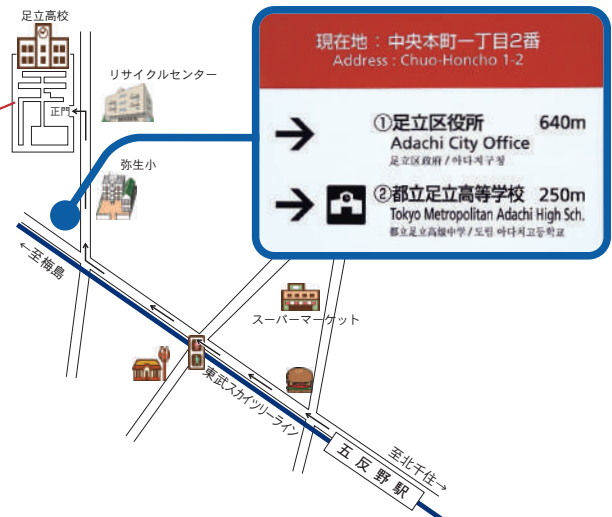 足立高校
正門
リサイクルセンター
弥生小
現在地：中央本町一丁目2番
Address : Chuo-Honcho 1-2
①足立区役所 640m
Adachi City Office
足立区政府 / 아다치구청
②都立足立高等学校 250m
Tokyo Metropolitan Adachi High Sch.
都立足立高级中学 / 도립 아다치고등학교
←至梅島
スーパーマーケット
東武スカイツリーライン
至北千住→
五反野駅